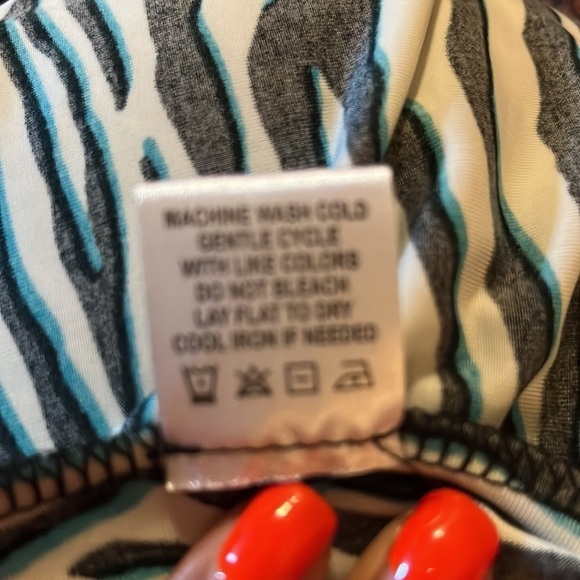 MACHINE WASH COLD
GENTLE CYCLE
WITH LIKE COLORS
DO NOT BLEACH
LAY FLAT TO DRY
COOL IRON IF NEEDED